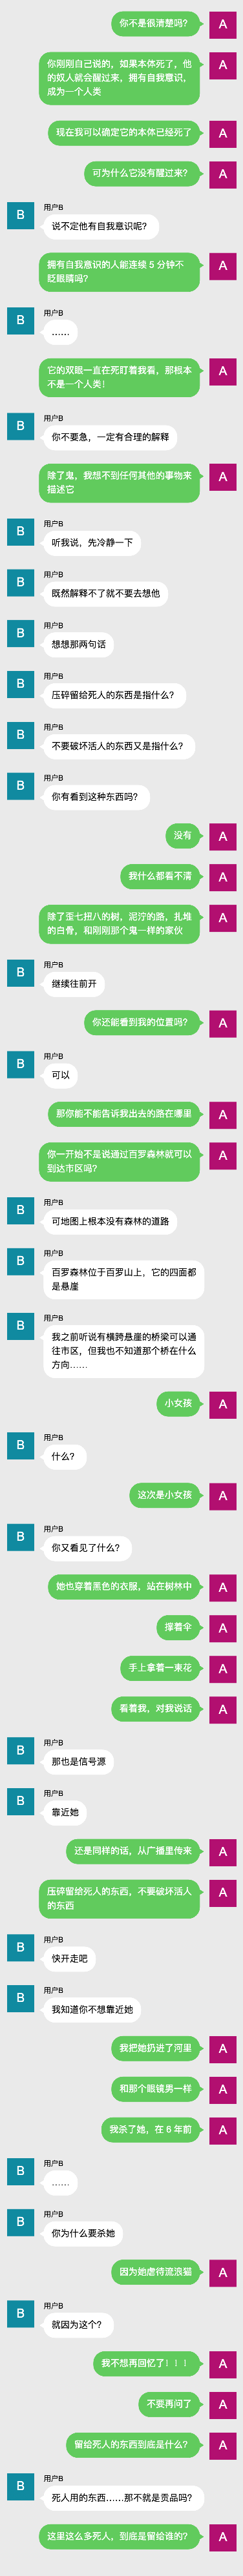 你不是很清楚吗？
A
你刚刚自己说的，如果本体死了，他
的奴人就会醒过来，拥有自我意识，
成为一个人类
A
现在我可以确定它的本体已经死了
A
可为什么它没有醒过来？
A
用户B
B
说不定他有自我意识呢？
拥有自我意识的人能连续 5 分钟不
眨眼睛吗？
A
用户B
B
……
它的双眼一直在死盯着我看，那根本
不是一个人类！
A
用户B
B
你不要急，一定有合理的解释
除了鬼，我想不到任何其他的事物来
描述它
A
用户B
B
听我说，先冷静一下
用户B
B
既然解释不了就不要去想他
用户B
B
想想那两句话
用户B
B
压碎留给死人的东西是指什么？
用户B
B
不要破坏活人的东西又是指什么？
用户B
B
你有看到这种东西吗？
没有
A
我什么都看不清
A
除了歪七扭八的树，泥泞的路，扎堆
的白骨，和刚刚那个鬼一样的家伙
A
用户B
B
继续往前开
你还能看到我的位置吗？
A
用户B
B
可以
那你能不能告诉我出去的路在哪里
A
你一开始不是说通过百罗森林就可以
到达市区吗？
A
用户B
B
可地图上根本没有森林的道路
用户B
B
百罗森林位于百罗山上，它的四面都
是悬崖
用户B
B
我之前听说有横跨悬崖的桥梁可以通
往市区，但我也不知道那个桥在什么
方向……
小女孩
A
用户B
B
什么？
这次是小女孩
A
用户B
B
你又看见了什么？
她也穿着黑色的衣服，站在树林中
A
撑着伞
A
手上拿着一束花
A
看着我，对我说话
A
用户B
B
那也是信号源
用户B
B
靠近她
还是同样的话，从广播里传来
A
压碎留给死人的东西，不要破坏活人
的东西
A
用户B
B
快开走吧
用户B
B
我知道你不想靠近她
我把她扔进了河里
A
和那个眼镜男一样
A
我杀了她，在 6 年前
A
用户B
B
……
用户B
B
你为什么要杀她
因为她虐待流浪猫
A
用户B
B
就因为这个？
我不想再回忆了！！！
A
不要再问了
A
留给死人的东西到底是什么？
A
用户B
B
死人用的东西……那不就是贡品吗？
这里这么多死人，到底是留给谁的？
A